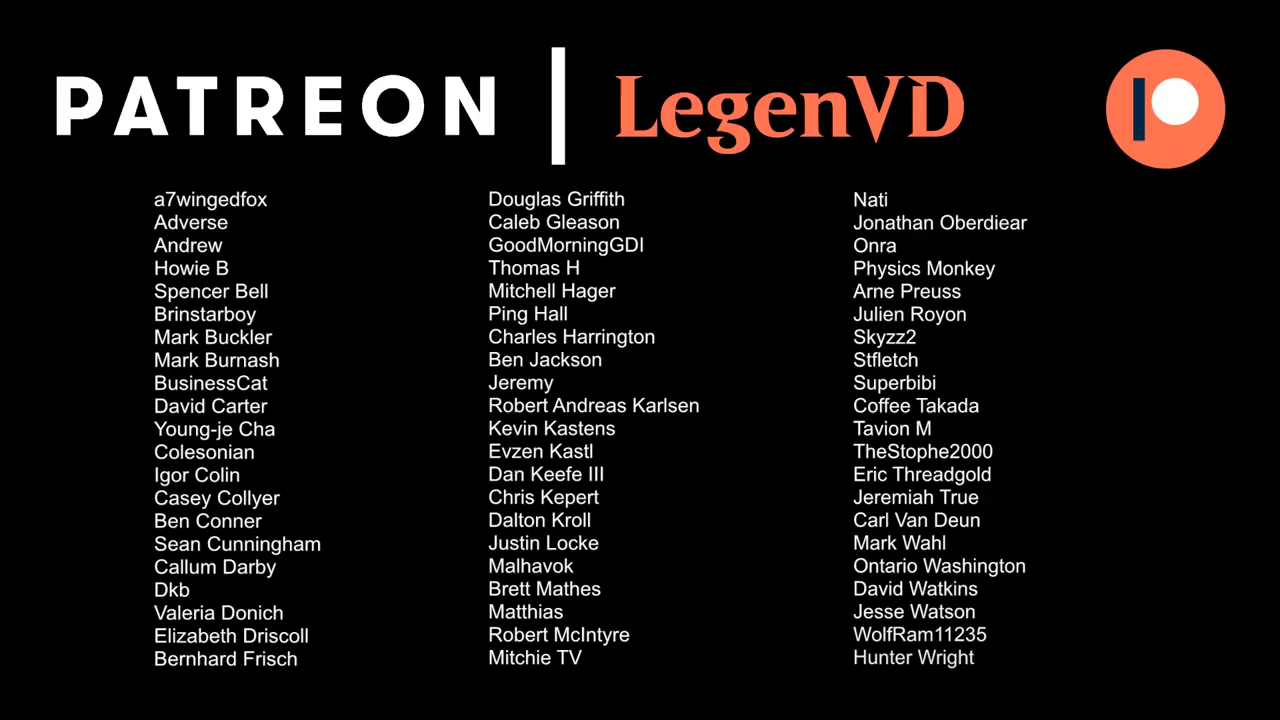 PATREON | LegenVD
a7wingedfox
Adverse
Andrew
Howie B
Spencer Bell
Brinstarboy
Mark Buckler
Mark Burnash
BusinessCat
David Carter
Young-je Cha
Colesonian
Igor Colin
Casey Collyer
Ben Conner
Sean Cunningham
Callum Darby
Dkb
Valeria Donich
Elizabeth Driscoll
Bernhard Frisch
Douglas Griffith
Caleb Gleason
GoodMorningGDI
Thomas H
Mitchell Hager
Ping Hall
Charles Harrington
Ben Jackson
Jeremy
Robert Andreas Karlsen
Kevin Kastens
Evzen Kastl
Dan Keefe III
Chris Kepert
Dalton Kroll
Justin Locke
Malhavok
Brett Mathes
Matthias
Robert McIntyre
Mitchie TV
Nati
Jonathan Oberdiear
Onra
Physics Monkey
Arne Preuss
Julien Royon
Skyzz2
Stfletch
Superbibi
Coffee Takada
Tavion M
TheStophe2000
Eric Threadgold
Jeremiah True
Carl Van Deun
Mark Wahl
Ontario Washington
David Watkins
Jesse Watson
WolfRam11235
Hunter Wright